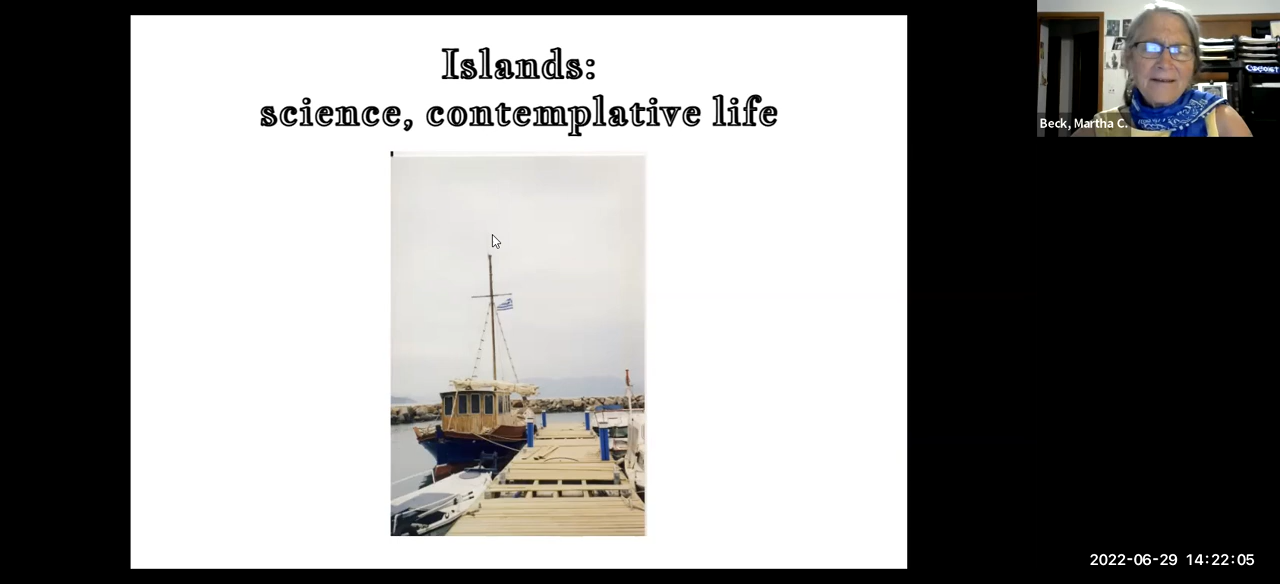 Islands:
science, contemplative life
Beck, Martha C.
2022-06-29 14:22:05